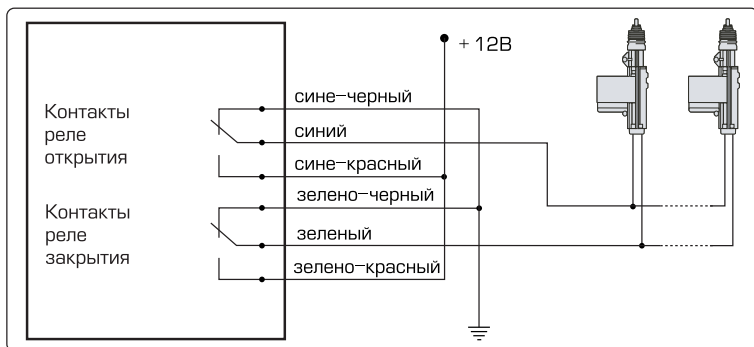 + 12В
сине–черный
Контакты
реле
открытия
синий
сине–красный
зелено–черный
Контакты
реле
закрытия
зеленый
зелено–красный